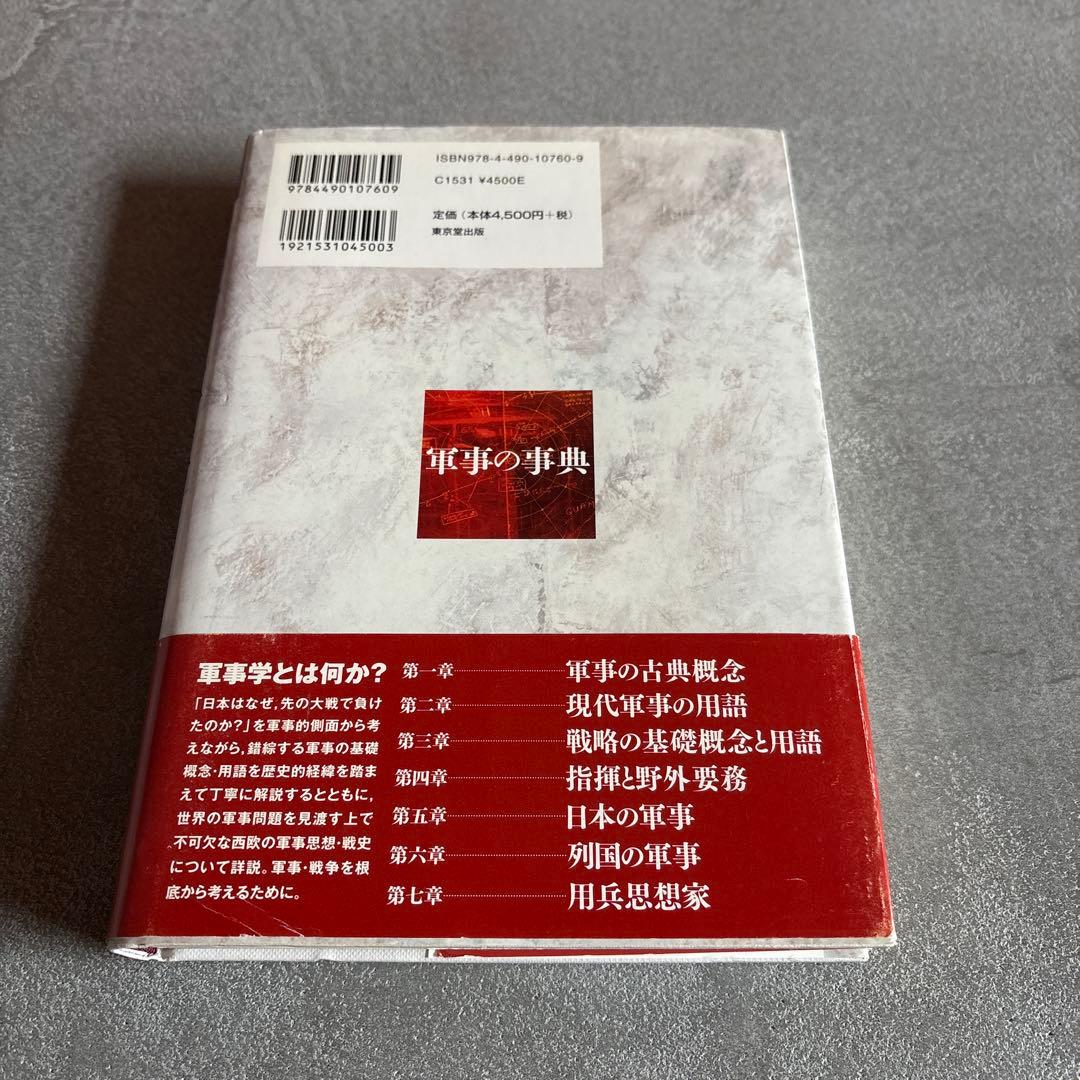 ISBN978-4-490-10760-9
9784490107609
C1531 ¥4500E
定価（本体4,500円+税）
1921531045003
東京堂出版
軍事の事典
軍事学とは何か？
「日本はなぜ,先の大戦で負け
たのか？」を軍事的側面から考
えながら,錯綜する軍事の基礎
概念・用語を歴史的経緯を踏ま
えて丁寧に解説するとともに,
世界の軍事問題を見渡す上で
不可欠な西欧の軍事思想・戦史
について詳説。軍事・戦争を根
底から考えるために。
第一章 軍事の古典概念
第二章 現代軍事の用語
第三章 戦略の基礎概念と用語
第四章 指揮と野外要務
第五章 日本の軍事
第六章 列国の軍事
第七章 用兵思想家